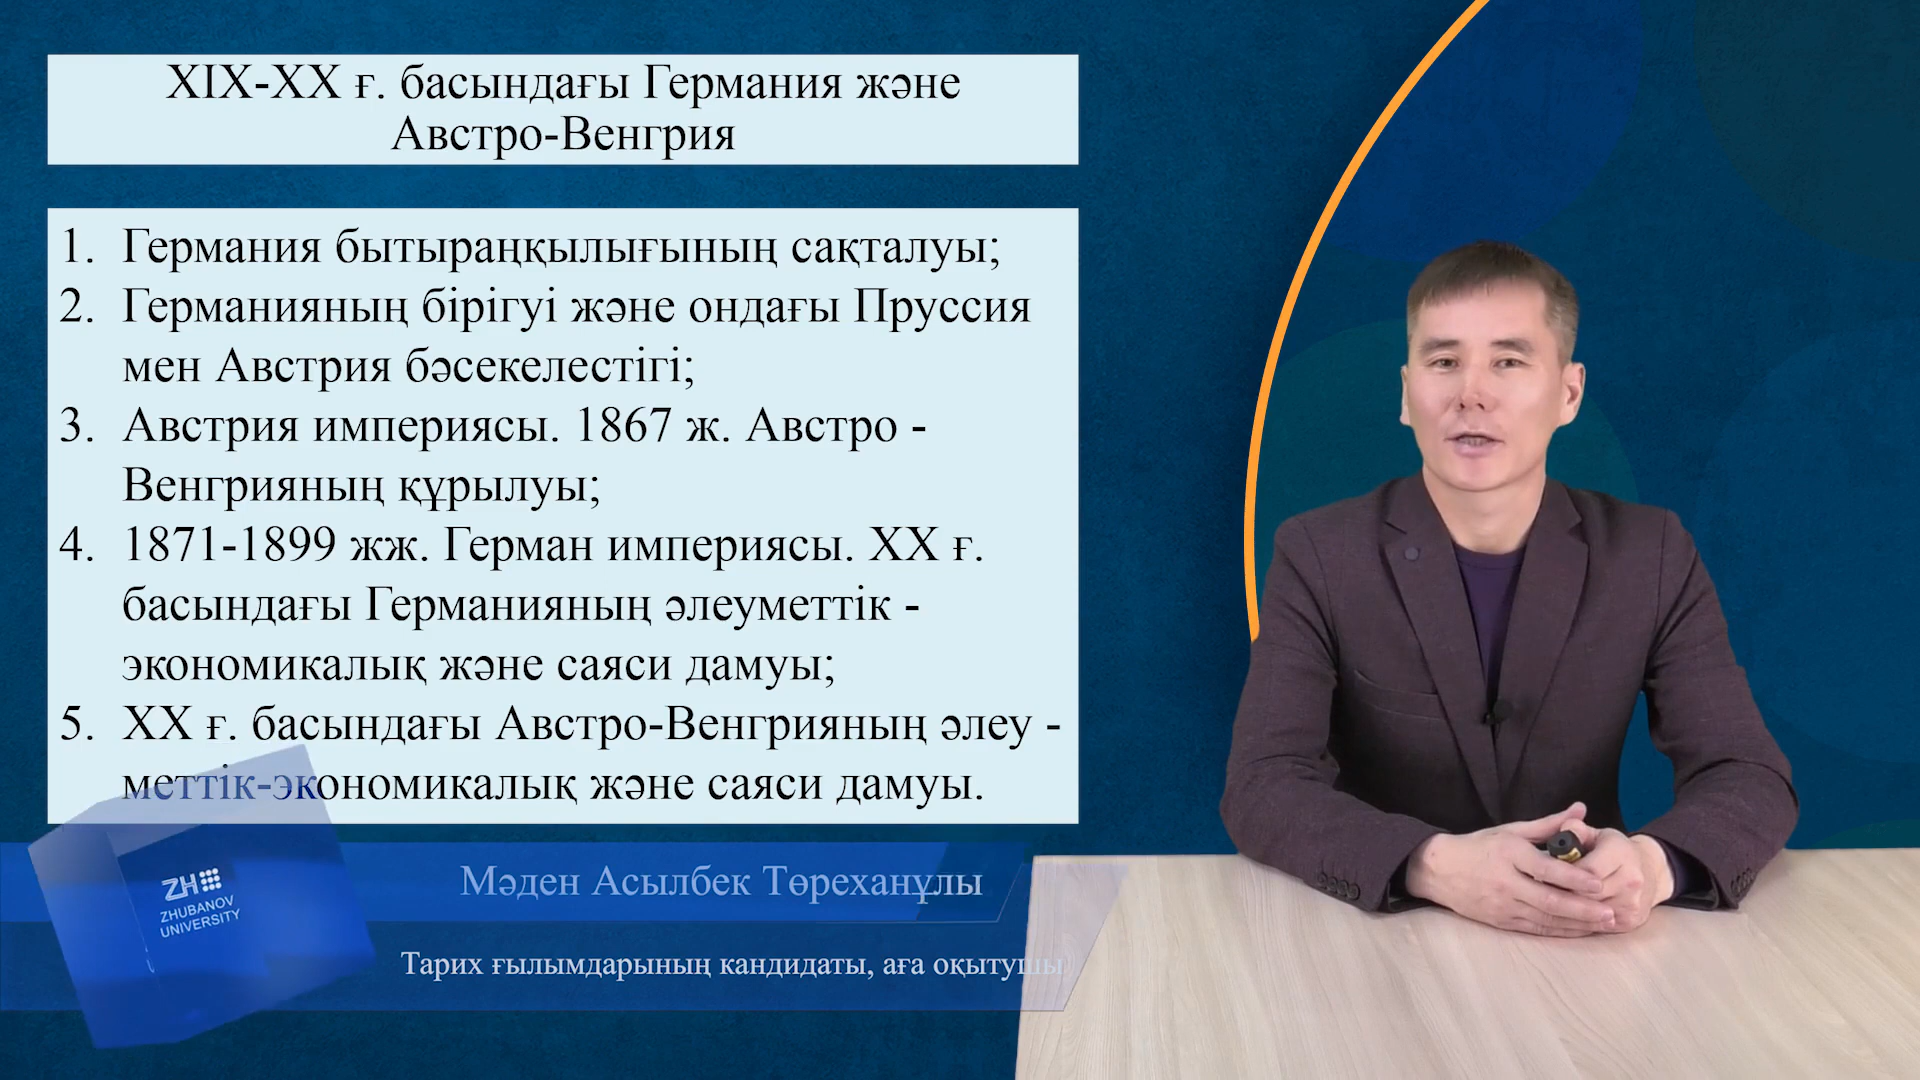 XIX-XX ғ. басындағы Германия және
Австро-Венгрия
1. Германия бытыраңқылығының сақталуы;
2. Германияның бірігуі және ондағы Пруссия
мен Австрия бәсекелестігі;
3. Австрия империясы. 1867 ж. Австро -
Венгрияның құрылуы;
4. 1871-1899 жж. Герман империясы. XX ғ.
басындағы Германияның әлеуметтік -
экономикалық және саяси дамуы;
5. XX ғ. басындағы Австро-Венгрияның әлеу -
меттік-экономикалық және саяси дамуы.
Мәден Асылбек Төреханұлы
Тарих ғылымдарының кандидаты, аға оқытушы
ZH
ZHUBANOV
UNIVERSITY